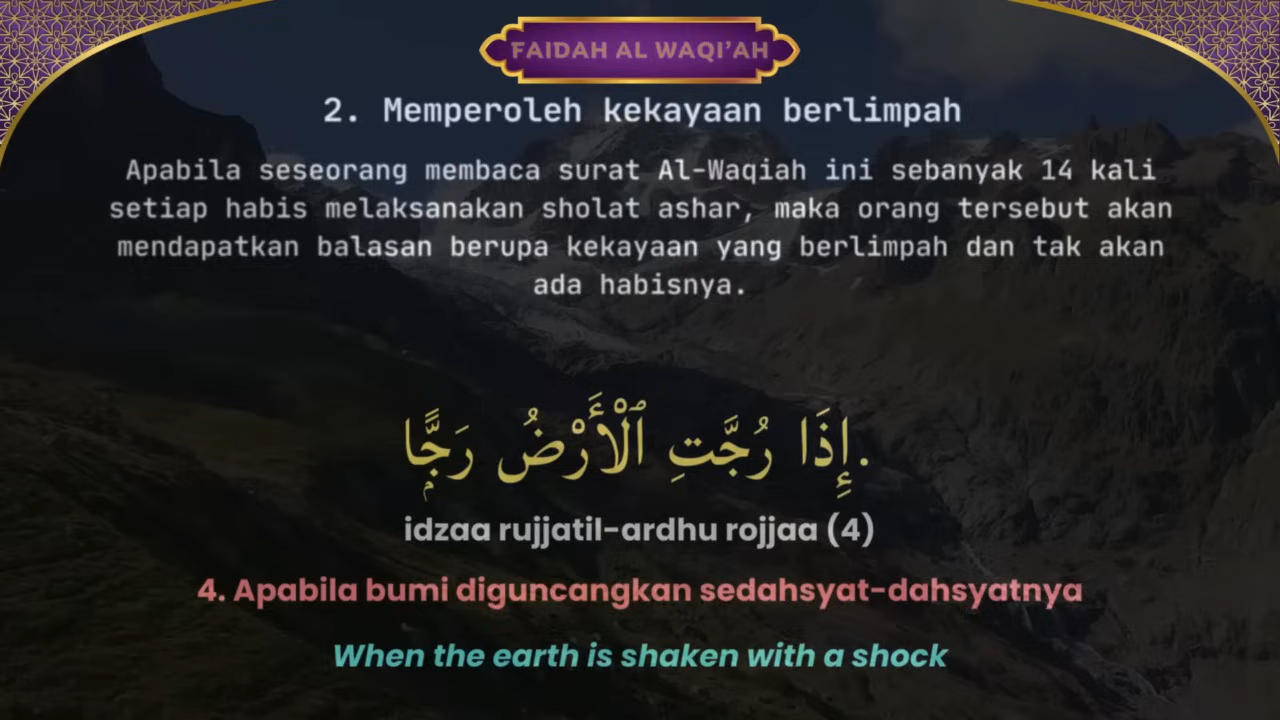 FAIDAH AL WAQI’AH
2. Memperoleh kekayaan berlimpah
Apabila seseorang membaca surat Al-Waqiah ini sebanyak 14 kali
setiap habis melaksanakan sholat ashar, maka orang tersebut akan
mendapatkan balasan berupa kekayaan yang berlimpah dan tak akan
ada habisnya.
.إِذَا رُجَّتِ ٱلْأَرْضُ رَجًّۭا
idzaa rujjatil-ardhu rojjaa (4)
4. Apabila bumi diguncangkan sedahsyat-dahsyatnya
When the earth is shaken with a shock